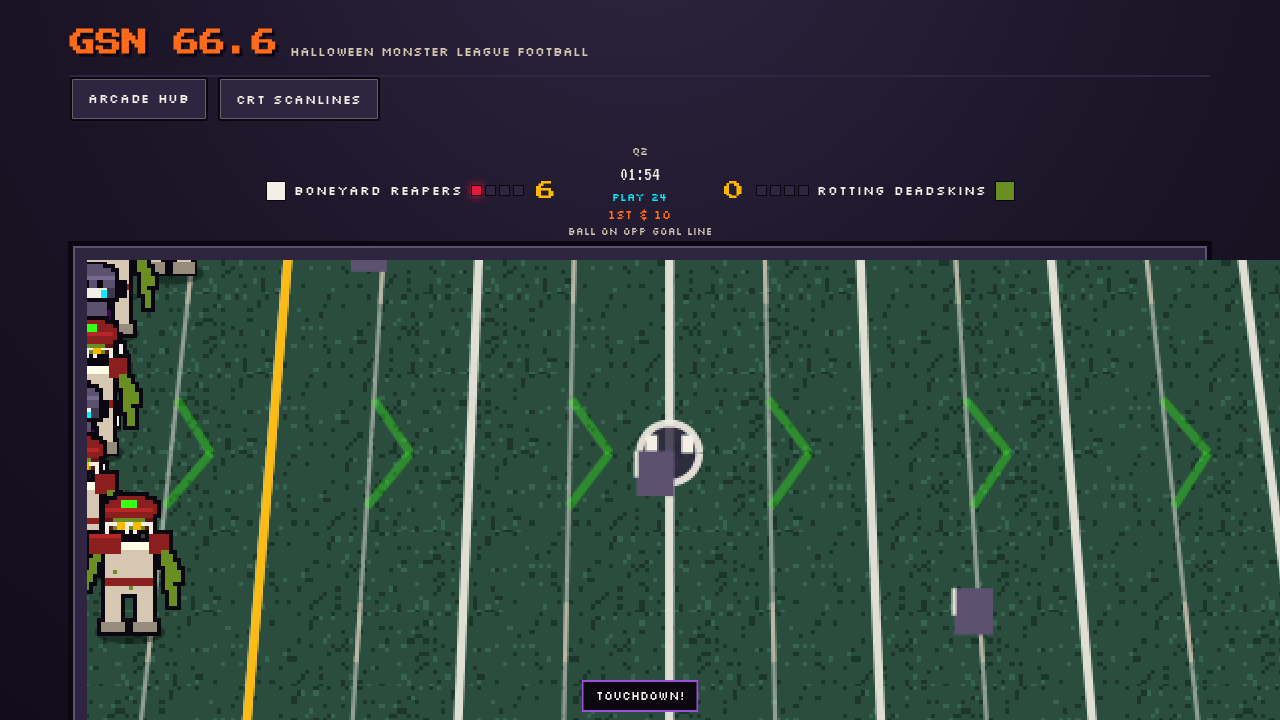 GSN 66.6
HALLOWEEN MONSTER LEAGUE FOOTBALL
ARCADE HUB
CRT SCANLINES
Q2
01:54
BONEYARD REAPERS 6
PLAY 24
0 ROTTING DEADSKINS
1ST & 10
BALL ON OPP GOAL LINE
TOUCHDOWN!